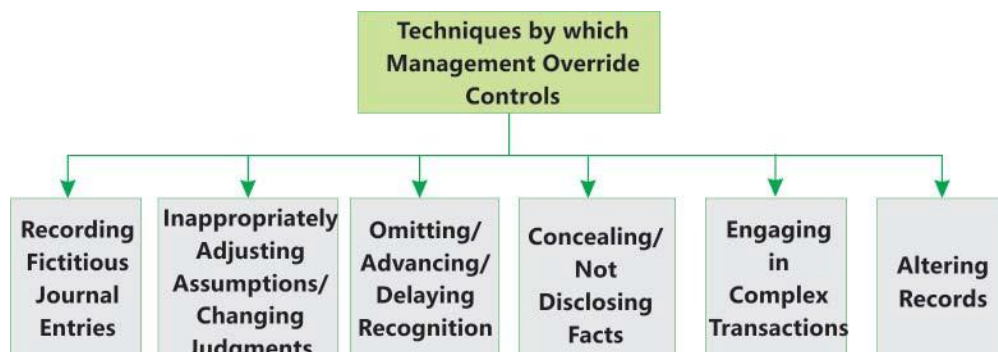 Techniques by which
Management Override
Controls
Recording
Fictitious
Journal
Entries
Inappropriately
Adjusting
Assumptions/
Changing
Judgments
Omitting/
Advancing/
Delaying
Recognition
Concealing/
Not
Disclosing
Facts
Engaging
in
Complex
Transactions
Altering
Records